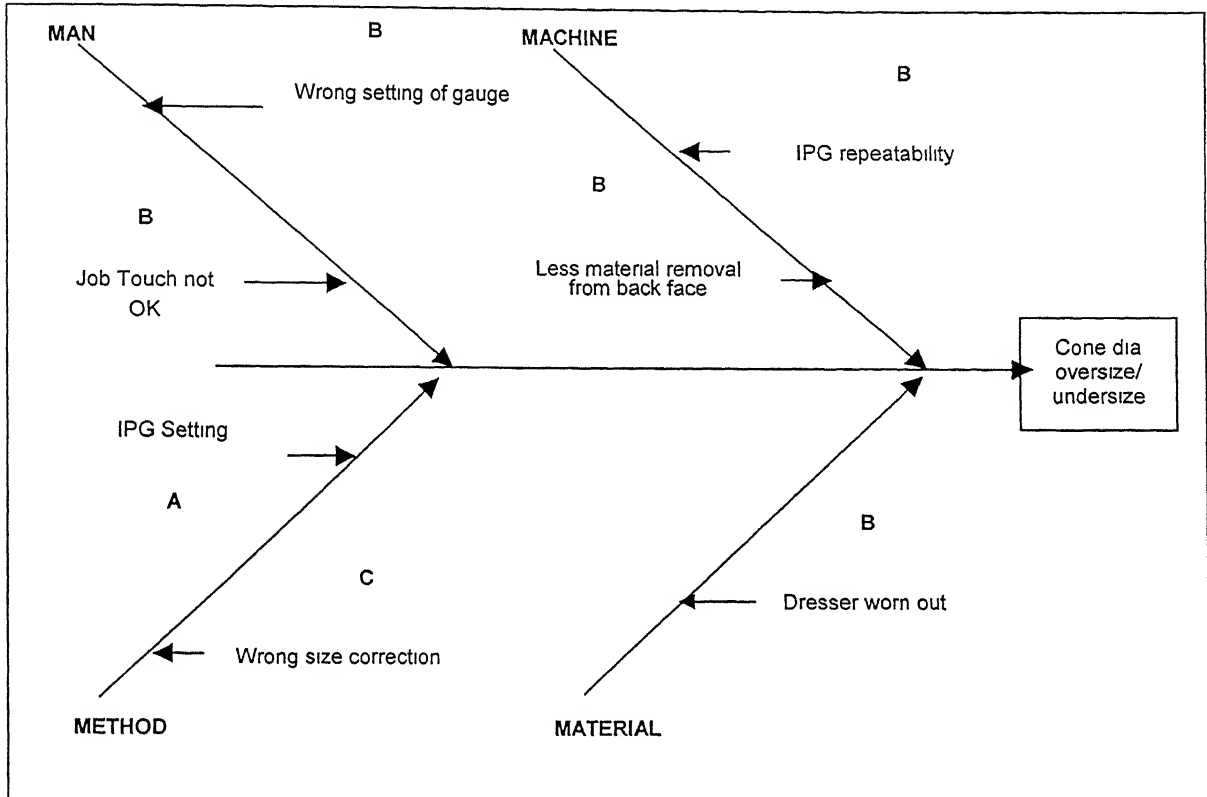 MAN
B
MACHINE
B
Wrong setting of gauge
IPG repeatability
B
B
Job Touch not
OK
Less material removal
from back face
Cone dia
oversize/
undersize
IPG Setting
A
B
C
Dresser worn out
Wrong size correction
METHOD
MATERIAL